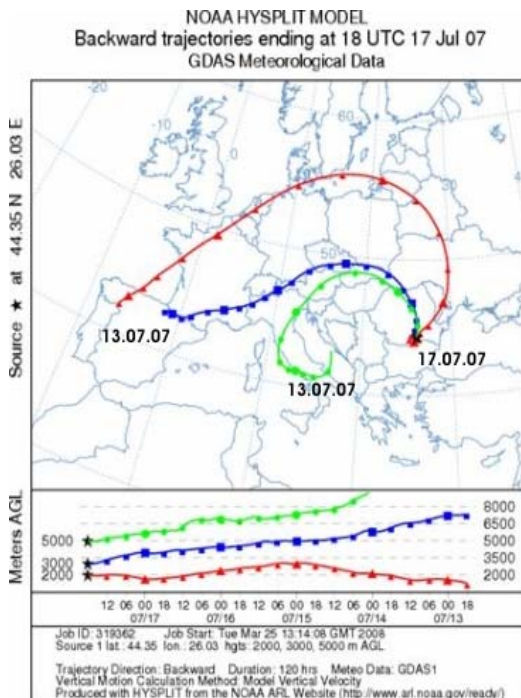 NOAA HYSPLIT MODEL
Backward trajectories ending at 18 UTC 17 Jul 07
GDAS Meteorological Data
Source ★ at 44.35 N 26.03 E
-20
-10
0
60
30
50
13.07.07
13.07.07
17.07.07
Meters AGL
5000
3000
2000
8000
6500
5000
3500
2000
12 06 00 18 12 06 00 18 12 06 00 18 12 06 00 18 12 06 00 18
07/17 07/16 07/15 07/14 07/13
Job ID: 319362 Job Start: Tue Mar 25 13:14:08 GMT 2008
Source 1 lat.: 44.35 lon.: 26.03 hgts: 2000, 3000, 5000 m AGL
Trajectory Direction: Backward Duration: 120 hrs Meteo Data: GDAS1
Vertical Motion Calculation Method: Model Vertical Velocity
Produced with HYSPLIT from the NOAA ARL Website (http://www.arl.noaa.gov/ready/)